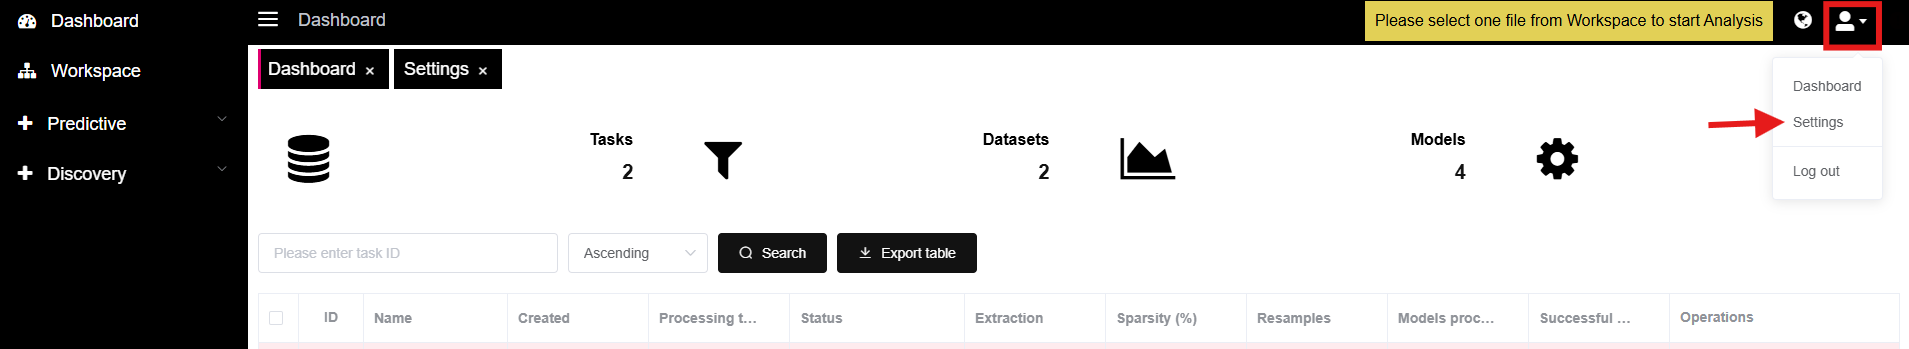 Dashboard
Workspace
Predictive
Discovery
Dashboard
Please select one file from Workspace to start Analysis
Dashboard ×
Settings ×
Dashboard
Settings
Log out
Tasks
2
Datasets
2
Models
4
Please enter task ID
Ascending
Search
Export table
ID Name Created Processing t... Status Extraction Sparsity (%) Resamples Models proc... Successful ... Operations